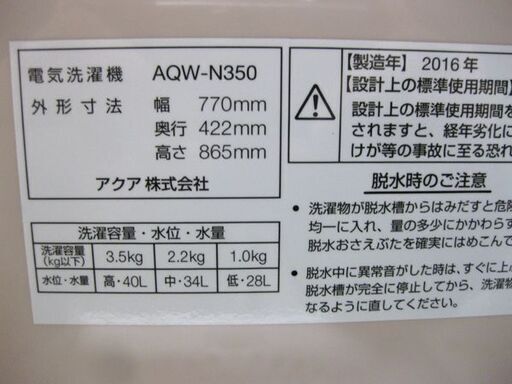 電気洗濯機 AQW-N350
外形寸法 幅 770mm
奥行 422mm
高さ 865mm
アクア株式会社
洗濯容量・水位・水量
洗濯容量(kg以下) 3.5kg 2.2kg 1.0kg
水位・水量 高・40L 中・34L 低・28L
【製造年】 2016年
【設計上の標準使用期間】
設計上の標準使用期間を
されますと、経年劣化に
けが等の事故に至る恐れ
脱水時のご注意
● 洗濯物が脱水槽からはみだすと危険
均一に入れ、量の多少にかかわらず
脱水おさえぶたを確実にはめこんで
● 脱水中に異常音がした時は、すぐに
脱水槽が完全に停止してから、洗濯物
なるように直してください。